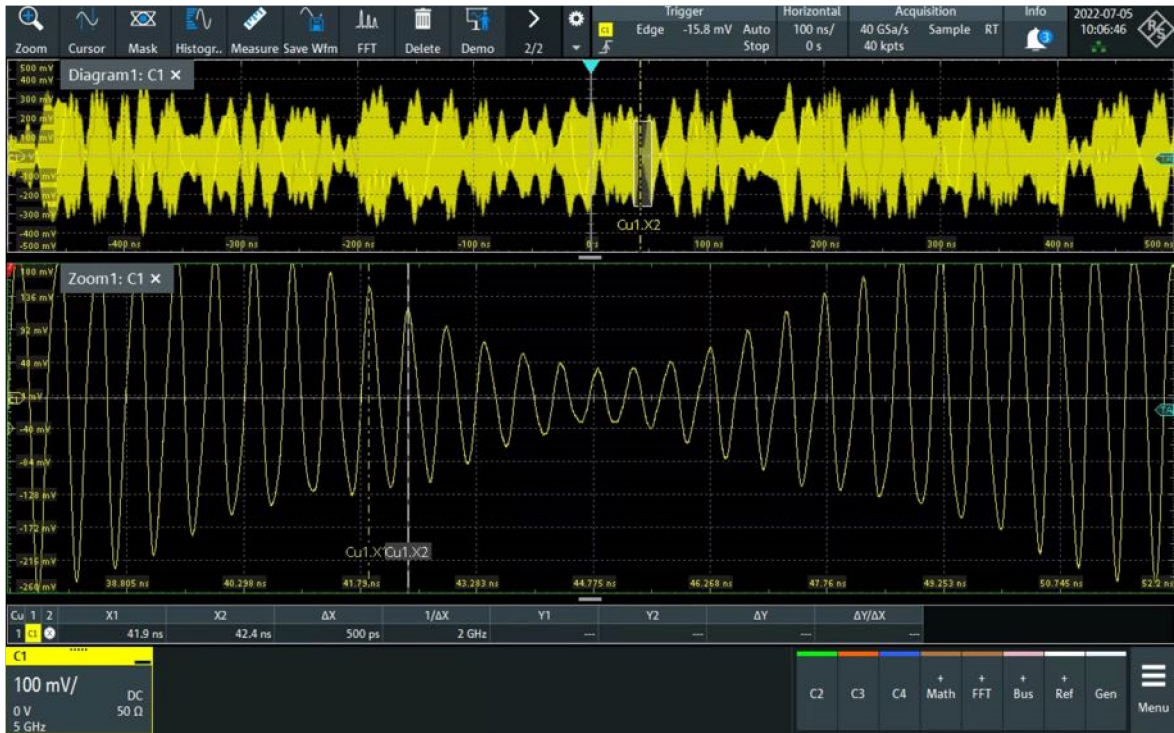 Zoom Cursor Mask Histogr.. Measure Save Wfm FFT Delete Demo 2/2
Trigger
Edge -15.8 mV Auto
Stop
Horizontal
100 ns/
0 s
Acquisition
40 GSa/s Sample RT
40 kpts
Info
3
2022-07-05
10:06:46
R S
Diagram1: C1 ×
500 mV
400 mV
300 mV
200 mV
100 mV
-100 mV
-200 mV
-300 mV
-400 mV
-500 mV
Cu1.X2
-400 ns -300 ns -200 ns -100 ns 0 s 100 ns 200 ns 300 ns 400 ns 500 ns
Zoom1: C1 ×
180 mV
136 mV
92 mV
48 mV
-40 mV
-84 mV
-128 mV
-172 mV
-216 mV
-260 mV
TA
Cu1.X Cu1.X2
38.805 ns 40.298 ns 41.79 ns 43.283 ns 44.775 ns 46.268 ns 47.76 ns 49.253 ns 50.745 ns 52.2 ns
Cu 1 2 X1 X2 ΔX 1/ΔX Y1 Y2 ΔY ΔY/ΔX
1 C1 X 41.9 ns 42.4 ns 500 ps 2 GHz --- --- --- ---
C1
100 mV/
DC
0 V 50 Ω
5 GHz
C2 C3 C4 + Math + FFT + Bus + Ref Gen
Menu